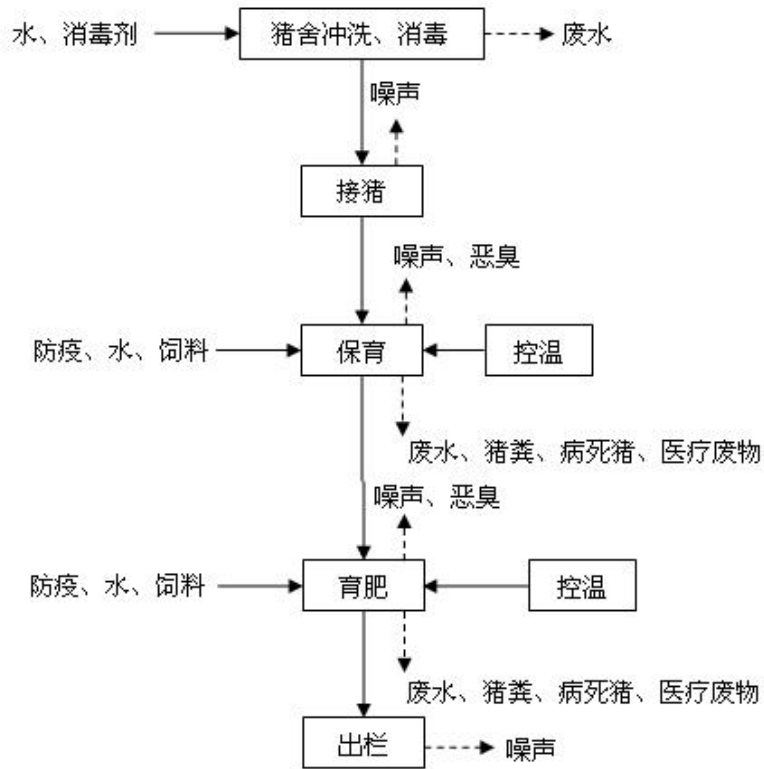 水、消毒剂
猪舍冲洗、消毒
废水
噪声
接猪
噪声、恶臭
防疫、水、饲料
保育
控温
废水、猪粪、病死猪、医疗废物
噪声、恶臭
防疫、水、饲料
育肥
控温
废水、猪粪、病死猪、医疗废物
出栏
噪声